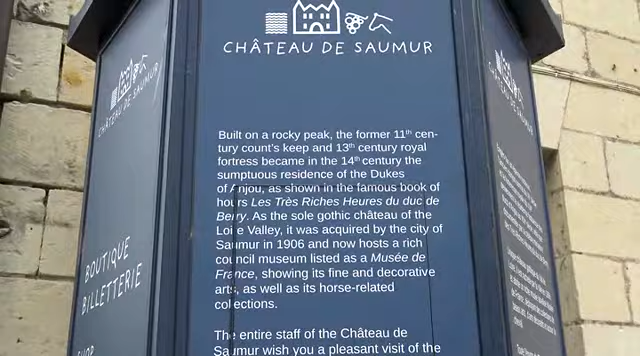 CHÂTEAU DE SAUMUR
Built on a rocky peak, the former 11th cen-
tury count's keep and 13th century royal
fortress became in the 14th century the
sumptuous residence of the Dukes
of Anjou, as shown in the famous book of
hours Les Très Riches Heures du duc de
Berry. As the sole gothic château of the
Loire Valley, it was acquired by the city of
Saumur in 1906 and now hosts a rich
council museum listed as a Musée de
France, showing its fine and decorative
arts, as well as its horse-related
collections.
The entire staff of the Château de
Saumur wish you a pleasant visit of the
CHÂTEAU DE SAUMUR
BOUTIQUE
BILLETTERIE
SHOP
CHÂTEAU DE SAUMUR